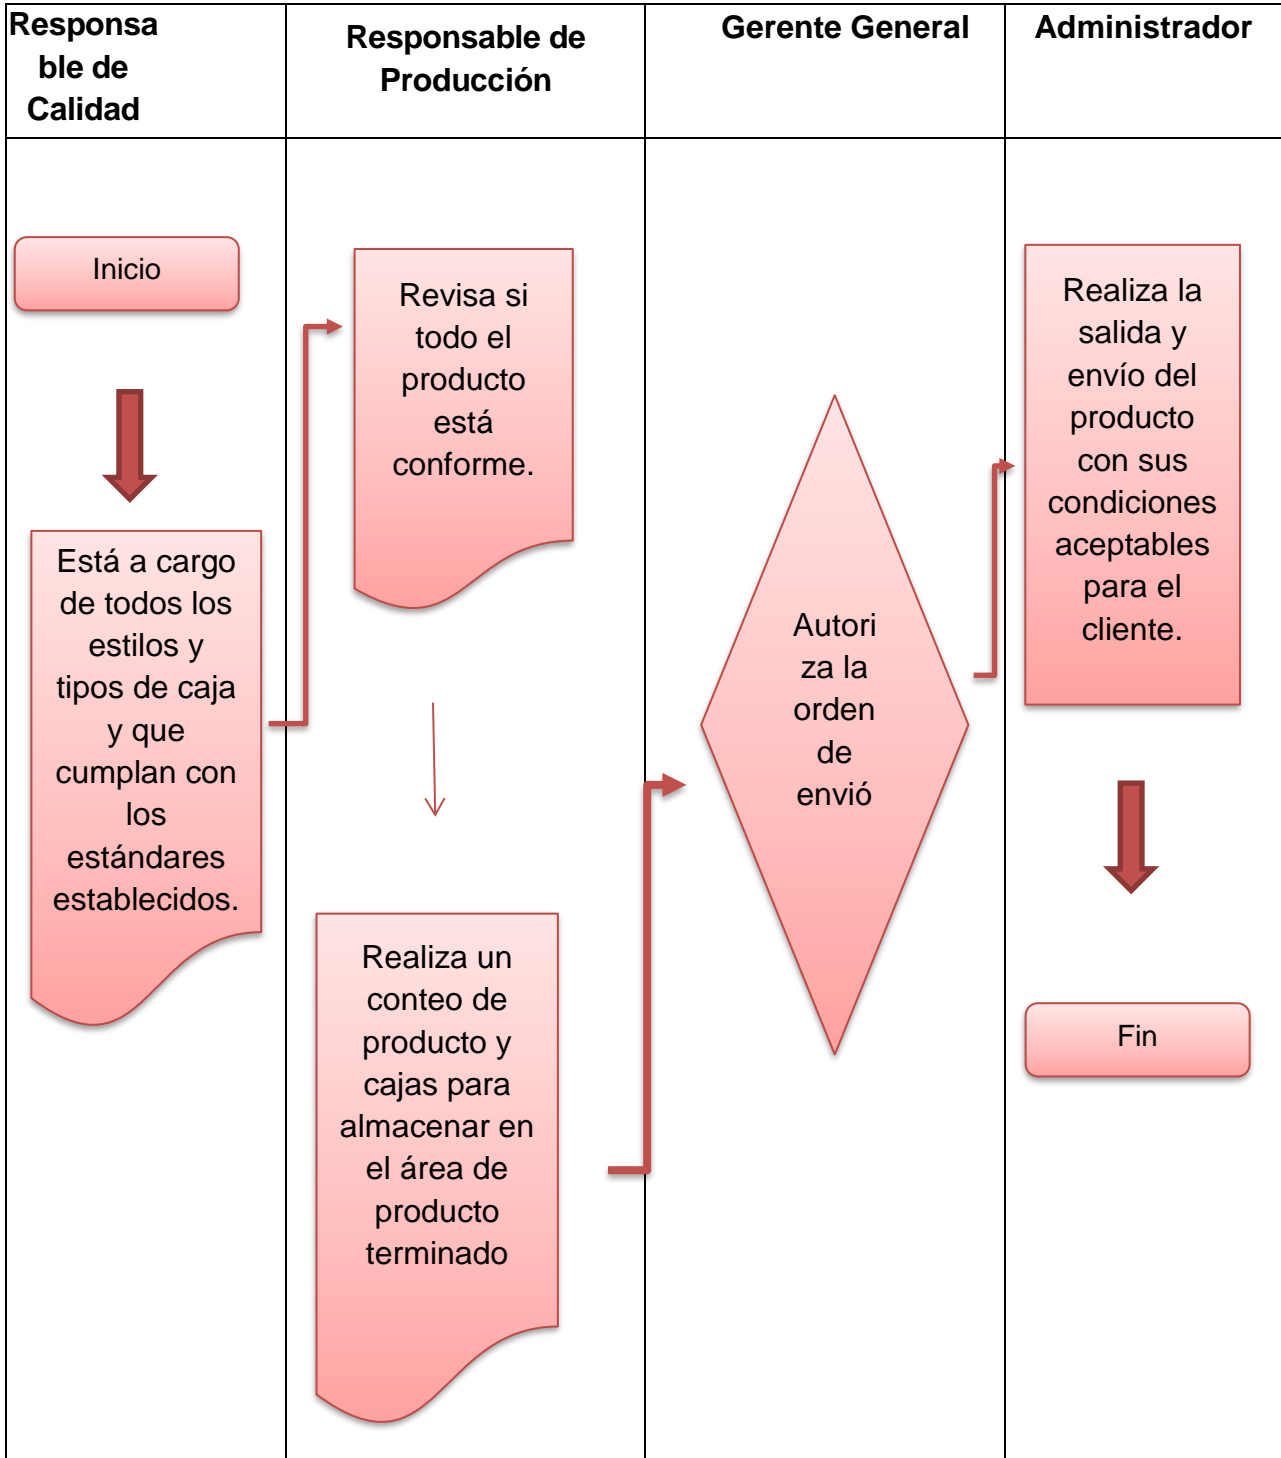 Responsa
ble de
Calidad
Responsable de
Producción
Gerente General
Administrador
Inicio
Está a cargo
de todos los
estilos y
tipos de caja
y que
cumplan con
los
estándares
establecidos.
Revisa si
todo el
producto
está
conforme.
Realiza un
conteo de
producto y
cajas para
almacenar en
el área de
producto
terminado
Autori
za la
orden
de
envió
Realiza la
salida y
envío del
producto
con sus
condiciones
aceptables
para el
cliente.
Fin